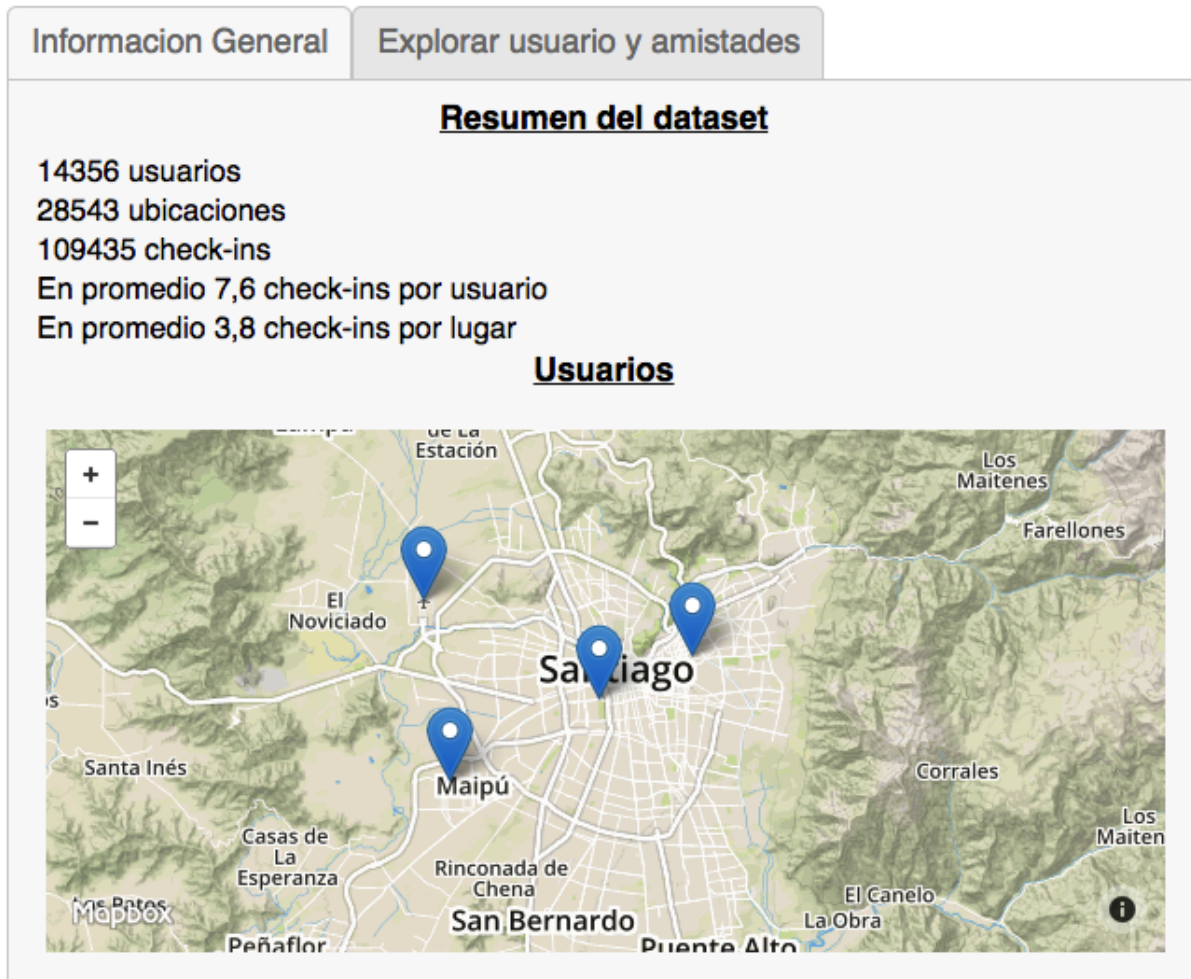 Informacion General
Explorar usuario y amistades
Resumen del dataset
14356 usuarios
28543 ubicaciones
109435 check-ins
En promedio 7,6 check-ins por usuario
En promedio 3,8 check-ins por lugar
Usuarios
+
−
de La
Estación
Los
Maitenes
Farellones
El
Noviciado
Santiago
Santa Inés
Maipú
Corrales
Los
Maiten
Casas de
La
Esperanza
Rinconada de
Chena
El Canelo
La Obra
San Bernardo
Mapbox
Peñaflor
Puente Alto